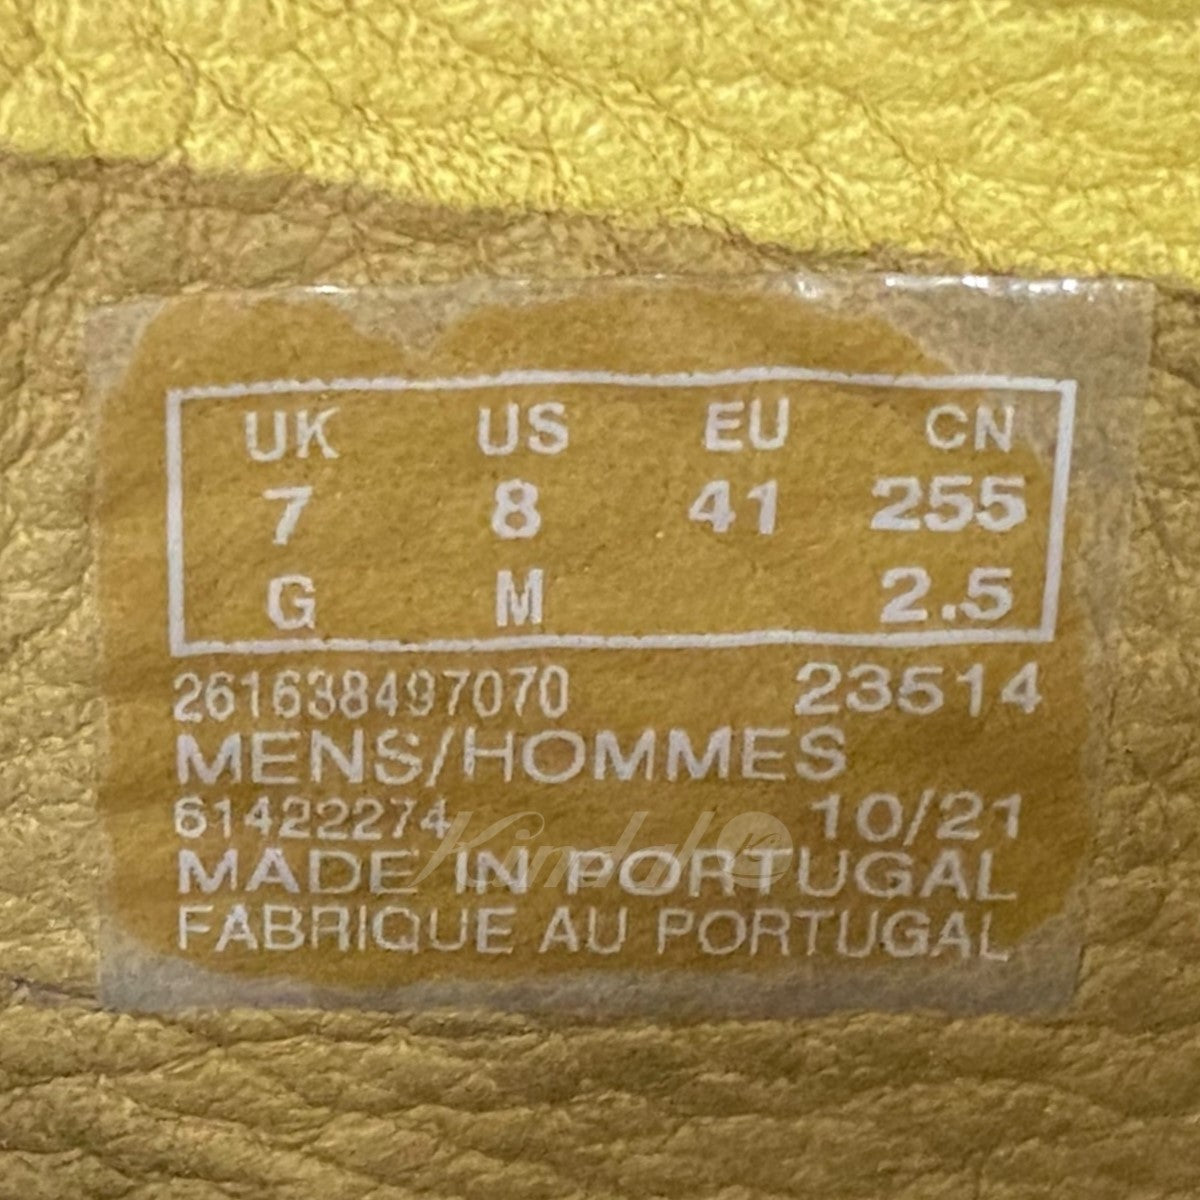 UK US EU CN
7 8 41 255
G M 2.5
261638497070 23514
MENS/HOMMES
61422274 10/21
Kindal
MADE IN PORTUGAL
FABRIQUE AU PORTUGAL